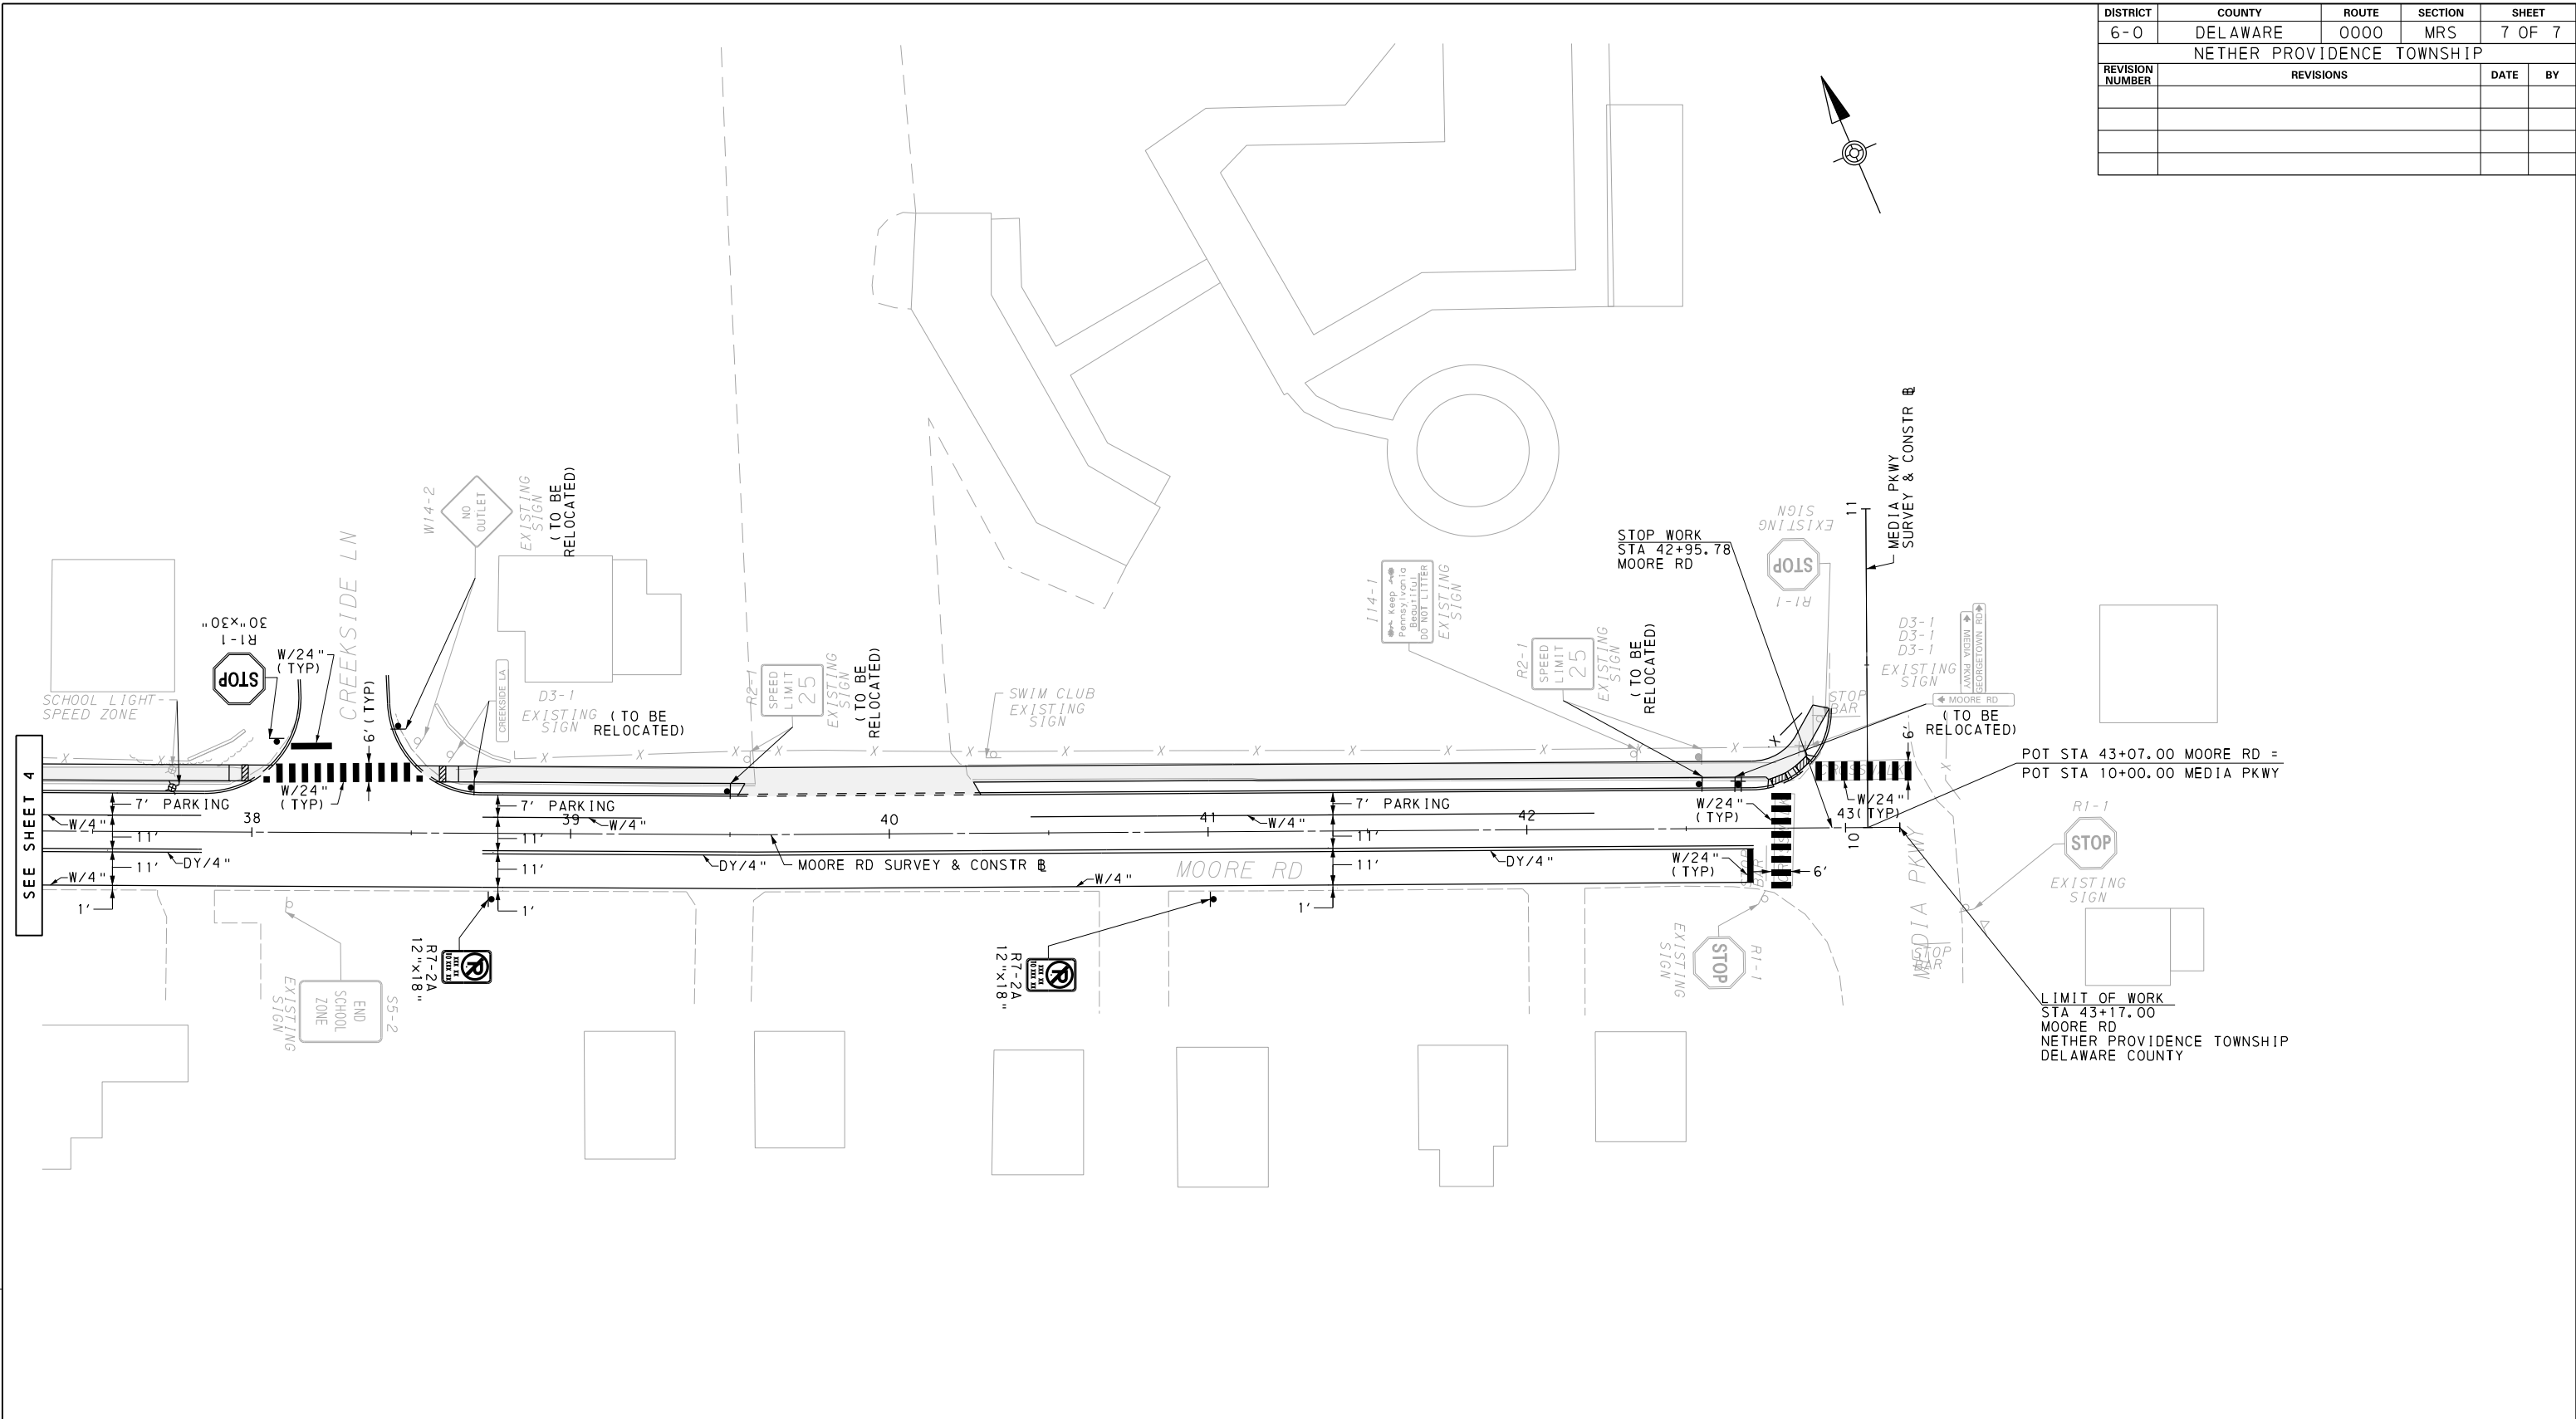 DISTRICT COUNTY ROUTE SECTION SHEET
6-0 DELAWARE 0000 MRS 7 OF 7
NETHER PROVIDENCE TOWNSHIP
REVISION NUMBER REVISIONS DATE BY
SEE SHEET 4
SCHOOL LIGHT
SPEED ZONE
R1-1
30"x30"
STOP
W/24"
(TYP)
CREEKSIDE LN
6' (TYP)
W/24"
(TYP)
W14-2
NO
OUTLET
EXISTING
SIGN
(TO BE
RELOCATED)
CREEKSIDE LA
D3-1
EXISTING
SIGN
(TO BE
RELOCATED)
R2-1
SPEED
LIMIT
25
EXISTING
SIGN
(TO BE
RELOCATED)
SWIM CLUB
EXISTING
SIGN
I14-1
Keep
Pennsylvania
Beautiful
DO NOT LITTER
EXISTING
SIGN
R2-1
SPEED
LIMIT
25
EXISTING
SIGN
(TO BE
RELOCATED)
STOP WORK
STA 42+95.78
MOORE RD
EXISTING
SIGN
STOP
R1-1
11
MEDIA PKWY
SURVEY & CONSTR BL
D3-1
D3-1
D3-1
EXISTING
SIGN
MEDIA PKWY
GEORGETOWN RD
MOORE RD
(TO BE
RELOCATED)
STOP
BAR
6'
POT STA 43+07.00 MOORE RD =
POT STA 10+00.00 MEDIA PKWY
7' PARKING
W/4"
11'
11'
DY/4"
W/4"
1'
38
39
40
41
42
43
10
7' PARKING
W/4"
11'
11'
DY/4"
MOORE RD SURVEY & CONSTR BL
1'
W/4"
MOORE RD
7' PARKING
W/4"
11'
11'
DY/4"
1'
W/24"
(TYP)
W/24"
(TYP)
W/24"
(TYP)
6'
STOP
BAR
R1-1
STOP
EXISTING
SIGN
MEDIA PKWY
STOP
BAR
S5-2
END
SCHOOL
ZONE
EXISTING
SIGN
R7-2A
12"x18"
R7-2A
12"x18"
R1-1
STOP
EXISTING
SIGN
LIMIT OF WORK
STA 43+17.00
MOORE RD
NETHER PROVIDENCE TOWNSHIP
DELAWARE COUNTY